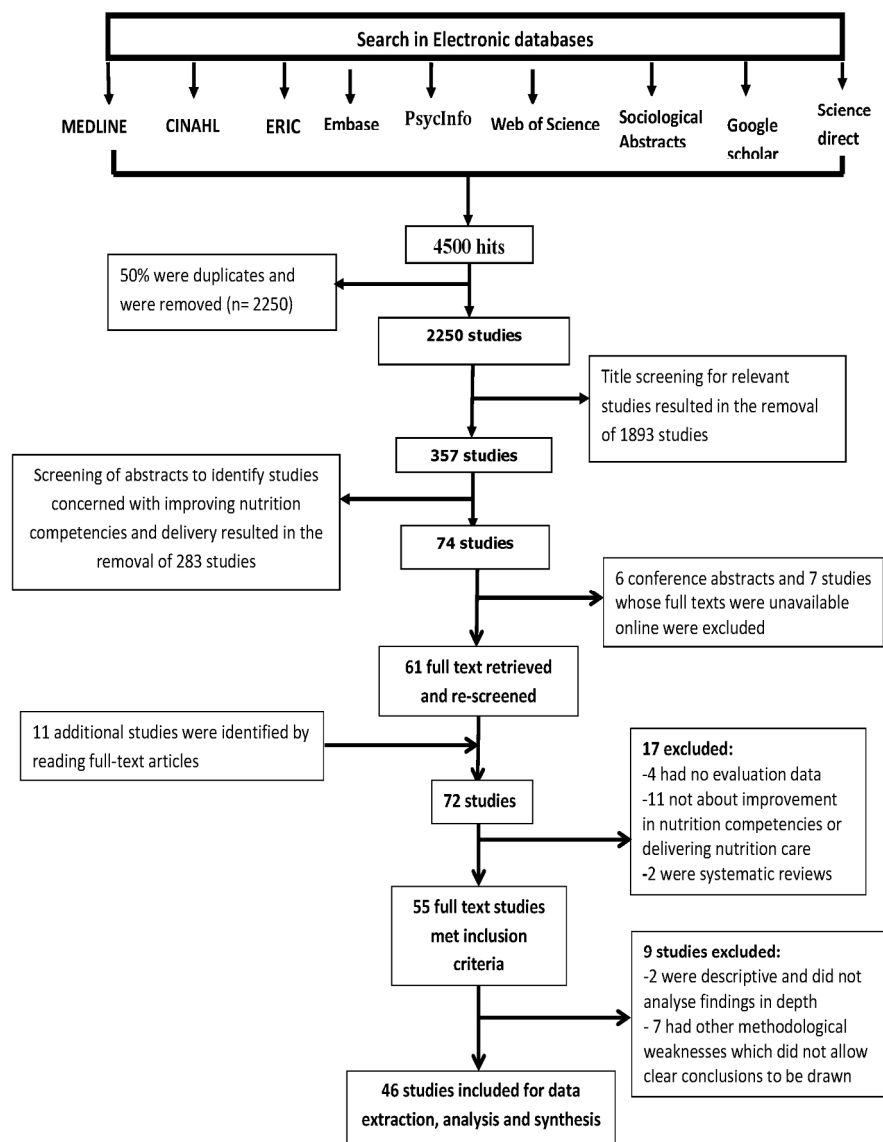 Search in Electronic databases
MEDLINE
CINAHL
ERIC
Embase
PsycInfo
Web of Science
Sociological
Abstracts
Google
scholar
Science
direct
4500 hits
50% were duplicates and
were removed (n= 2250)
2250 studies
Title screening for relevant
studies resulted in the removal
of 1893 studies
357 studies
Screening of abstracts to identify studies
concerned with improving nutrition
competencies and delivery resulted in the
removal of 283 studies
74 studies
6 conference abstracts and 7 studies
whose full texts were unavailable
online were excluded
61 full text retrieved
and re-screened
11 additional studies were identified by
reading full-text articles
72 studies
17 excluded:
-4 had no evaluation data
-11 not about improvement
in nutrition competencies or
delivering nutrition care
-2 were systematic reviews
55 full text studies
met inclusion
criteria
9 studies excluded:
-2 were descriptive and did not
analyse findings in depth
- 7 had other methodological
weaknesses which did not allow
clear conclusions to be drawn
46 studies included for data
extraction, analysis and synthesis